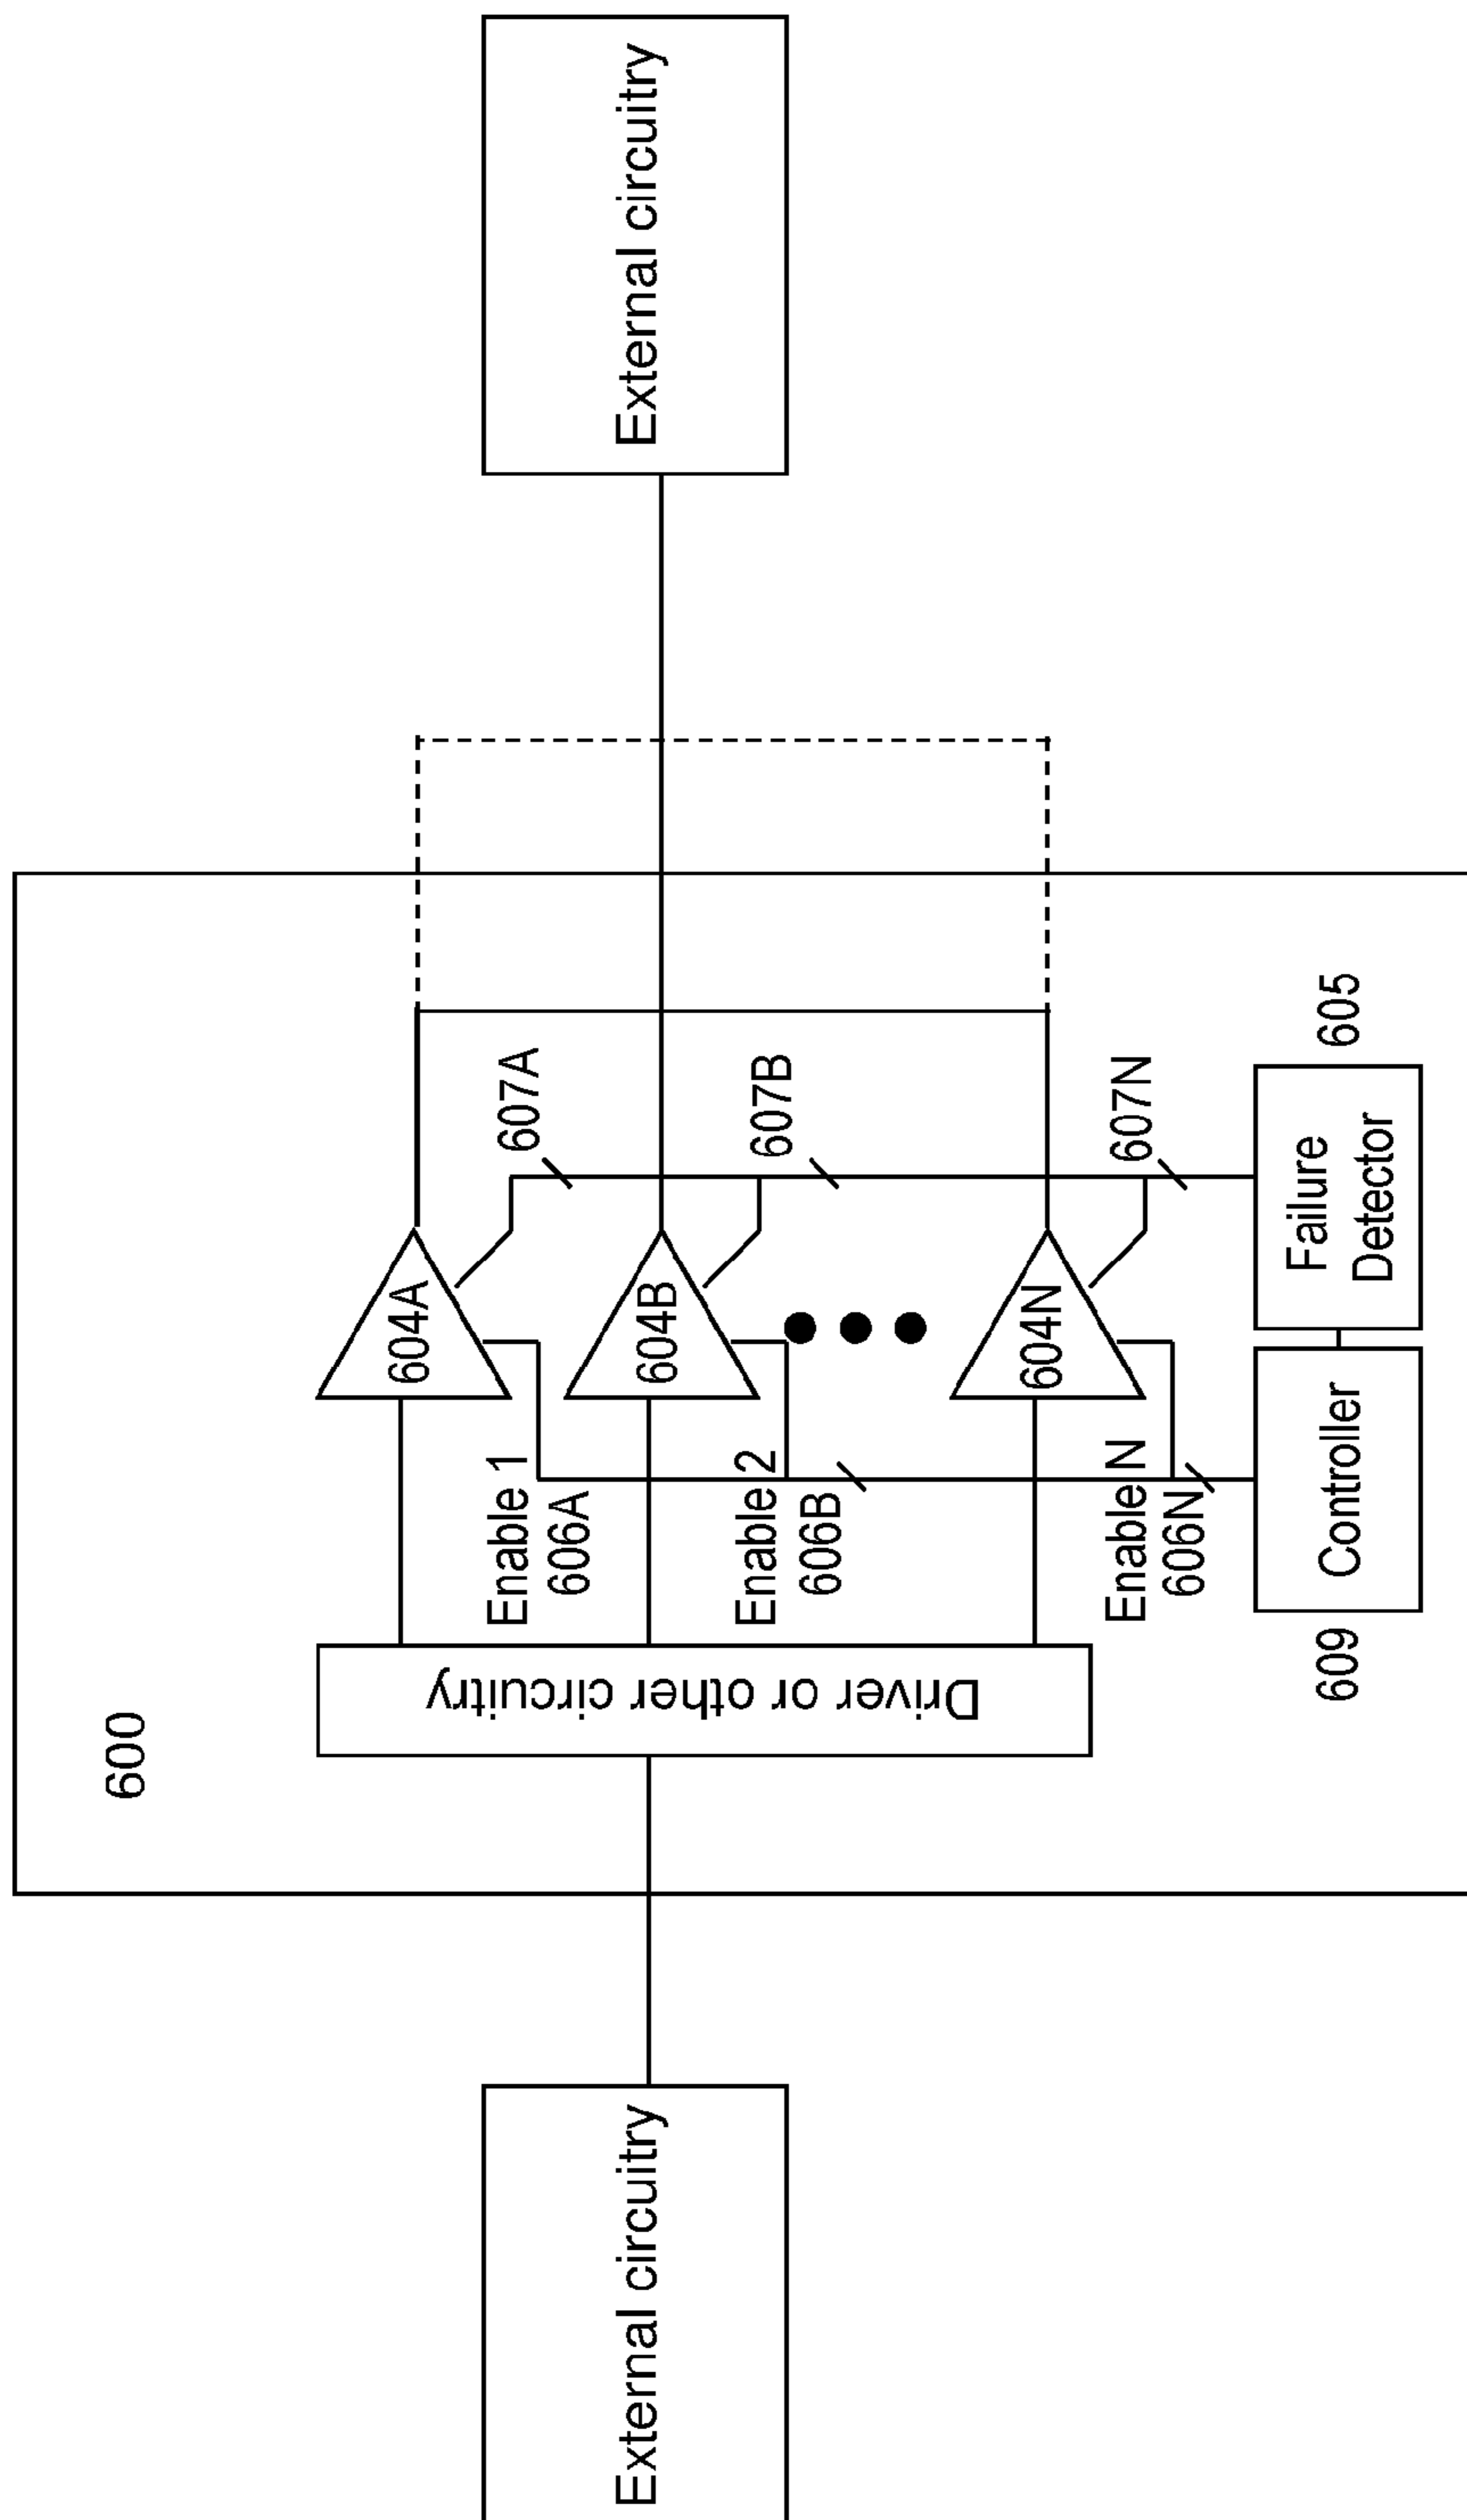 600
External circuitry
Driver or other circuitry
604A
Enable 1
606A
607A
604B
Enable 2
606B
607B
604N
Enable N
606N
607N
609
Controller
Failure
Detector
605
External circuitry